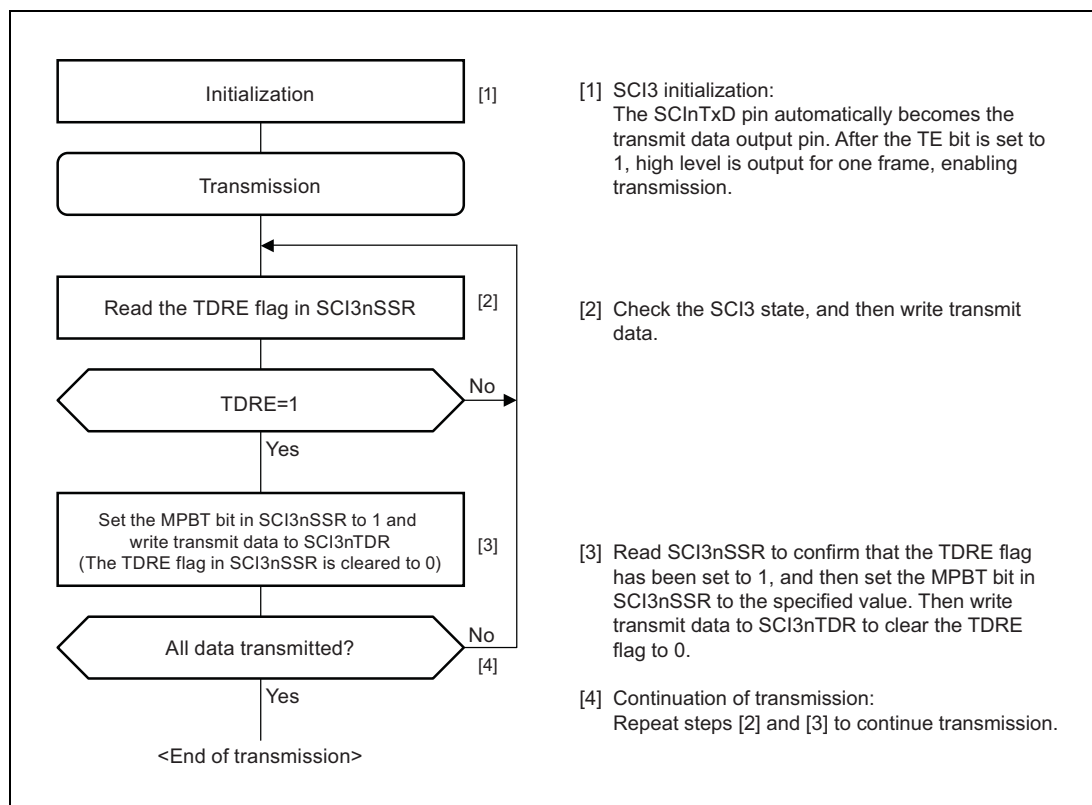 Initialization
[1]
Transmission
Read the TDRE flag in SCI3nSSR
[2]
TDRE=1
No
Yes
Set the MPBT bit in SCI3nSSR to 1 and
write transmit data to SCI3nTDR
(The TDRE flag in SCI3nSSR is cleared to 0)
[3]
All data transmitted?
No
[4]
Yes
<End of transmission>
[1] SCI3 initialization:
The SCInTxD pin automatically becomes the
transmit data output pin. After the TE bit is set to
1, high level is output for one frame, enabling
transmission.
[2] Check the SCI3 state, and then write transmit
data.
[3] Read SCI3nSSR to confirm that the TDRE flag
has been set to 1, and then set the MPBT bit in
SCI3nSSR to the specified value. Then write
transmit data to SCI3nTDR to clear the TDRE
flag to 0.
[4] Continuation of transmission:
Repeat steps [2] and [3] to continue transmission.